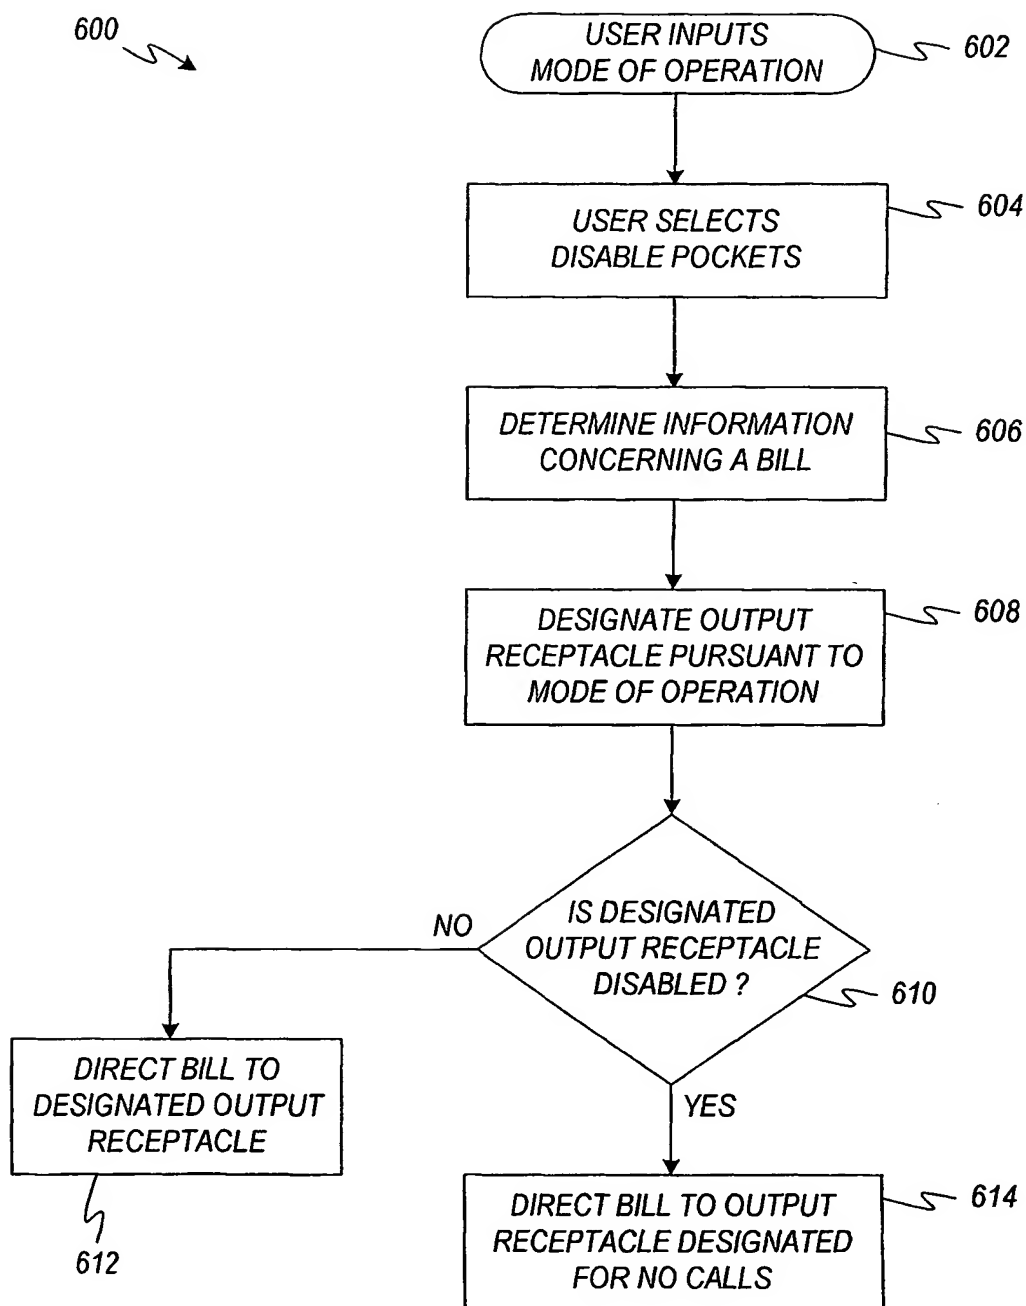 600
USER INPUTS
MODE OF OPERATION
602
USER SELECTS
DISABLE POCKETS
604
DETERMINE INFORMATION
CONCERNING A BILL
606
DESIGNATE OUTPUT
RECEPTACLE PURSUANT TO
MODE OF OPERATION
608
IS DESIGNATED
OUTPUT RECEPTACLE
DISABLED ?
610
NO
DIRECT BILL TO
DESIGNATED OUTPUT
RECEPTACLE
612
YES
DIRECT BILL TO OUTPUT
RECEPTACLE DESIGNATED
FOR NO CALLS
614